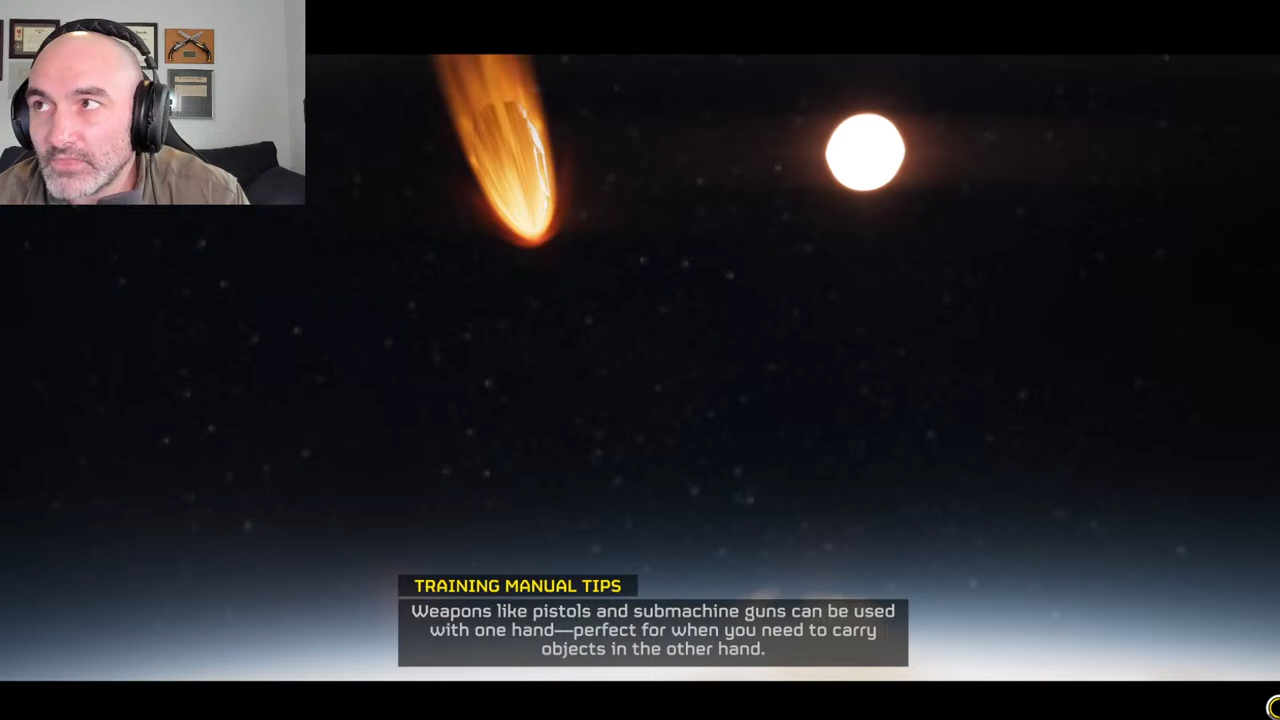 TRAINING MANUAL TIPS
Weapons like pistols and submachine guns can be used
with one hand—perfect for when you need to carry
objects in the other hand.